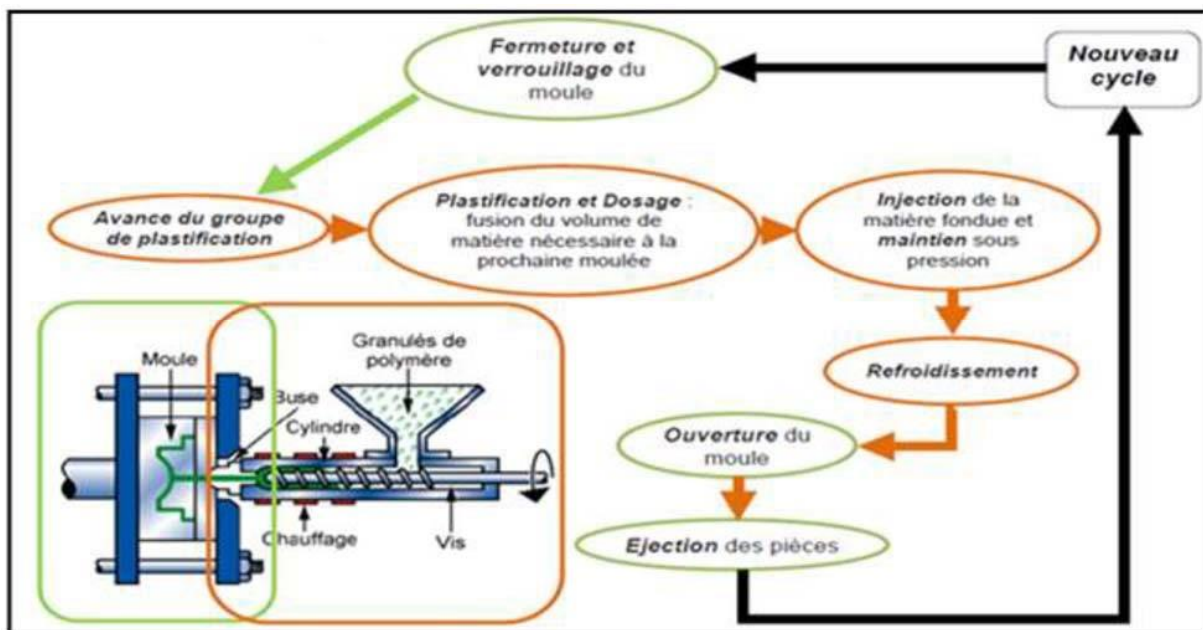 Fermeture et
verrouillage du
moule
Nouveau
cycle
Avance du groupe
de plastification
Plastification et Dosage :
fusion du volume de
matière nécessaire à la
prochaine moulée
Injection de la
matière fondue et
maintien sous
pression
Refroidissement
Ouverture du
moule
Ejection des pièces
Granulés de
polymère
Moule
Buse
Cylindre
Chauffage
Vis